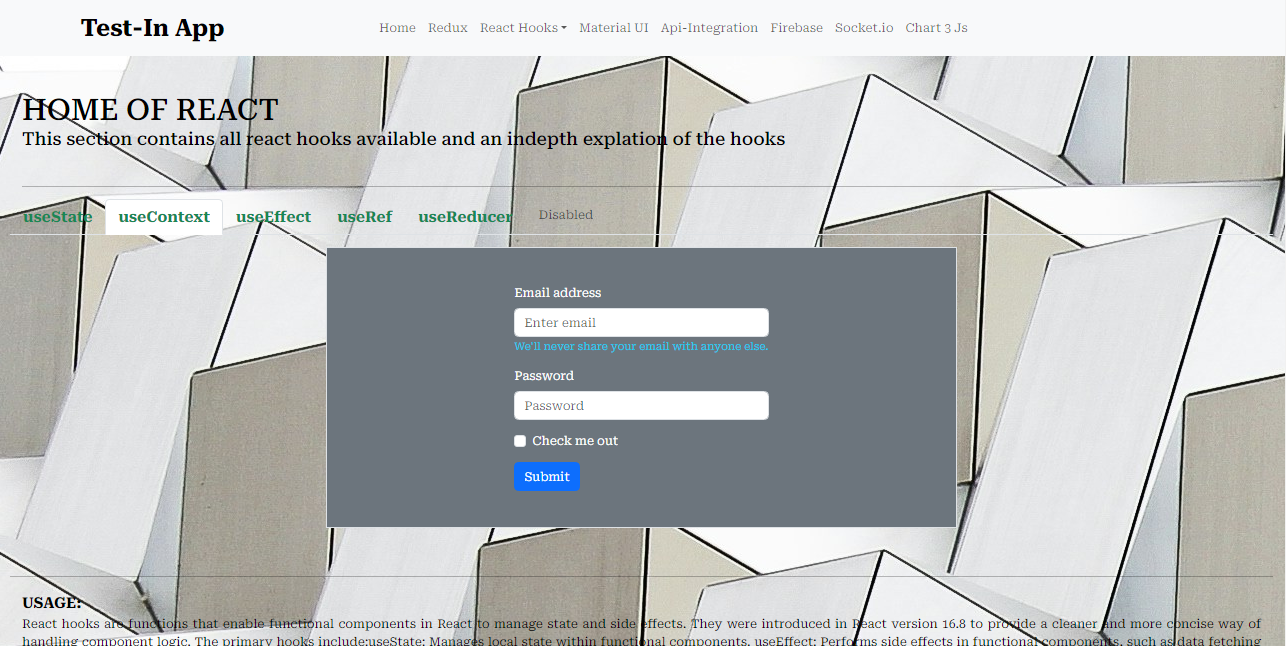 Test-In App
Home Redux React Hooks Material UI Api-Integration Firebase Socket.io Chart 3 Js
HOME OF REACT
This section contains all react hooks available and an indepth explation of the hooks
useState useContext useEffect useRef useReducer Disabled
Email address
Enter email
We'll never share your email with anyone else.
Password
Password
Check me out
Submit
USAGE:
React hooks are functions that enable functional components in React to manage state and side effects. They were introduced in React version 16.8 to provide a cleaner and more concise way of
handling component logic. The primary hooks include:useState: Manages local state within functional components. useEffect: Performs side effects in functional components, such as data fetching